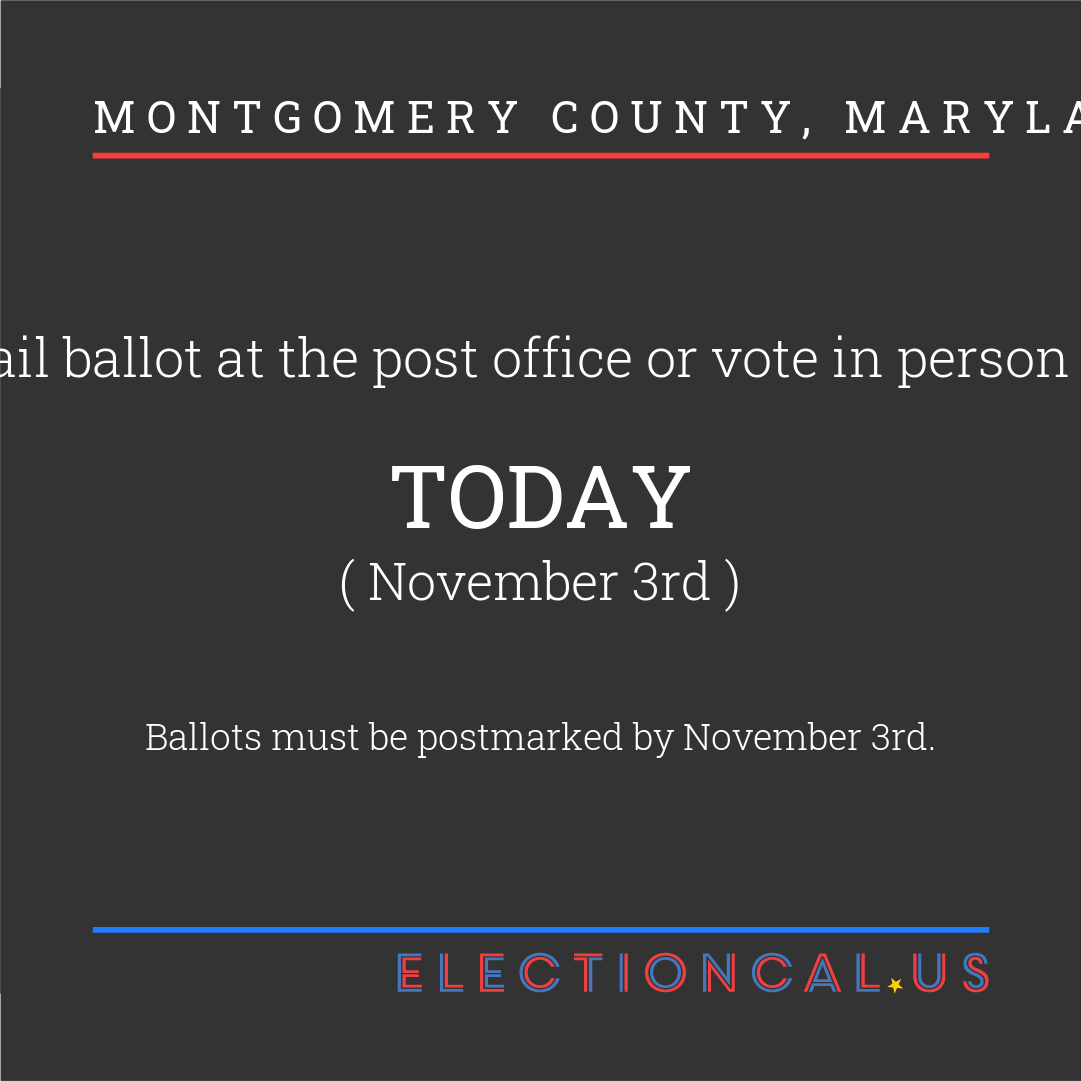 MONTGOMERY COUNTY, MARYLA
ail ballot at the post office or vote in person
TODAY
( November 3rd )
Ballots must be postmarked by November 3rd.
ELECTIONCAL.US